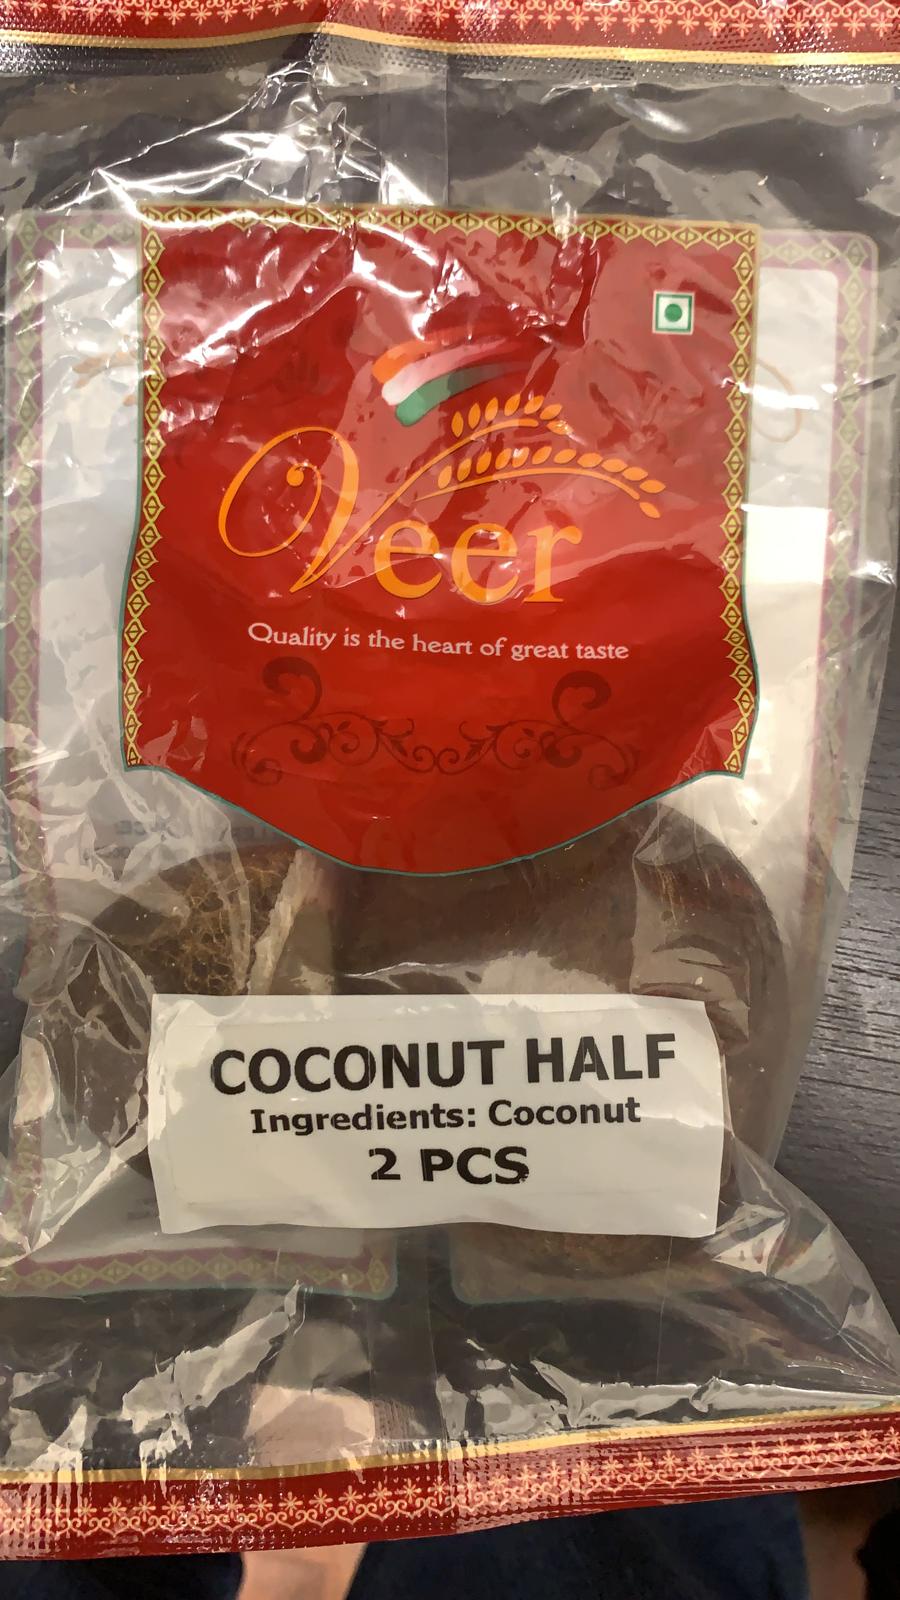 Veer
Quality is the heart of great taste
COCONUT HALF
Ingredients: Coconut
2 PCS